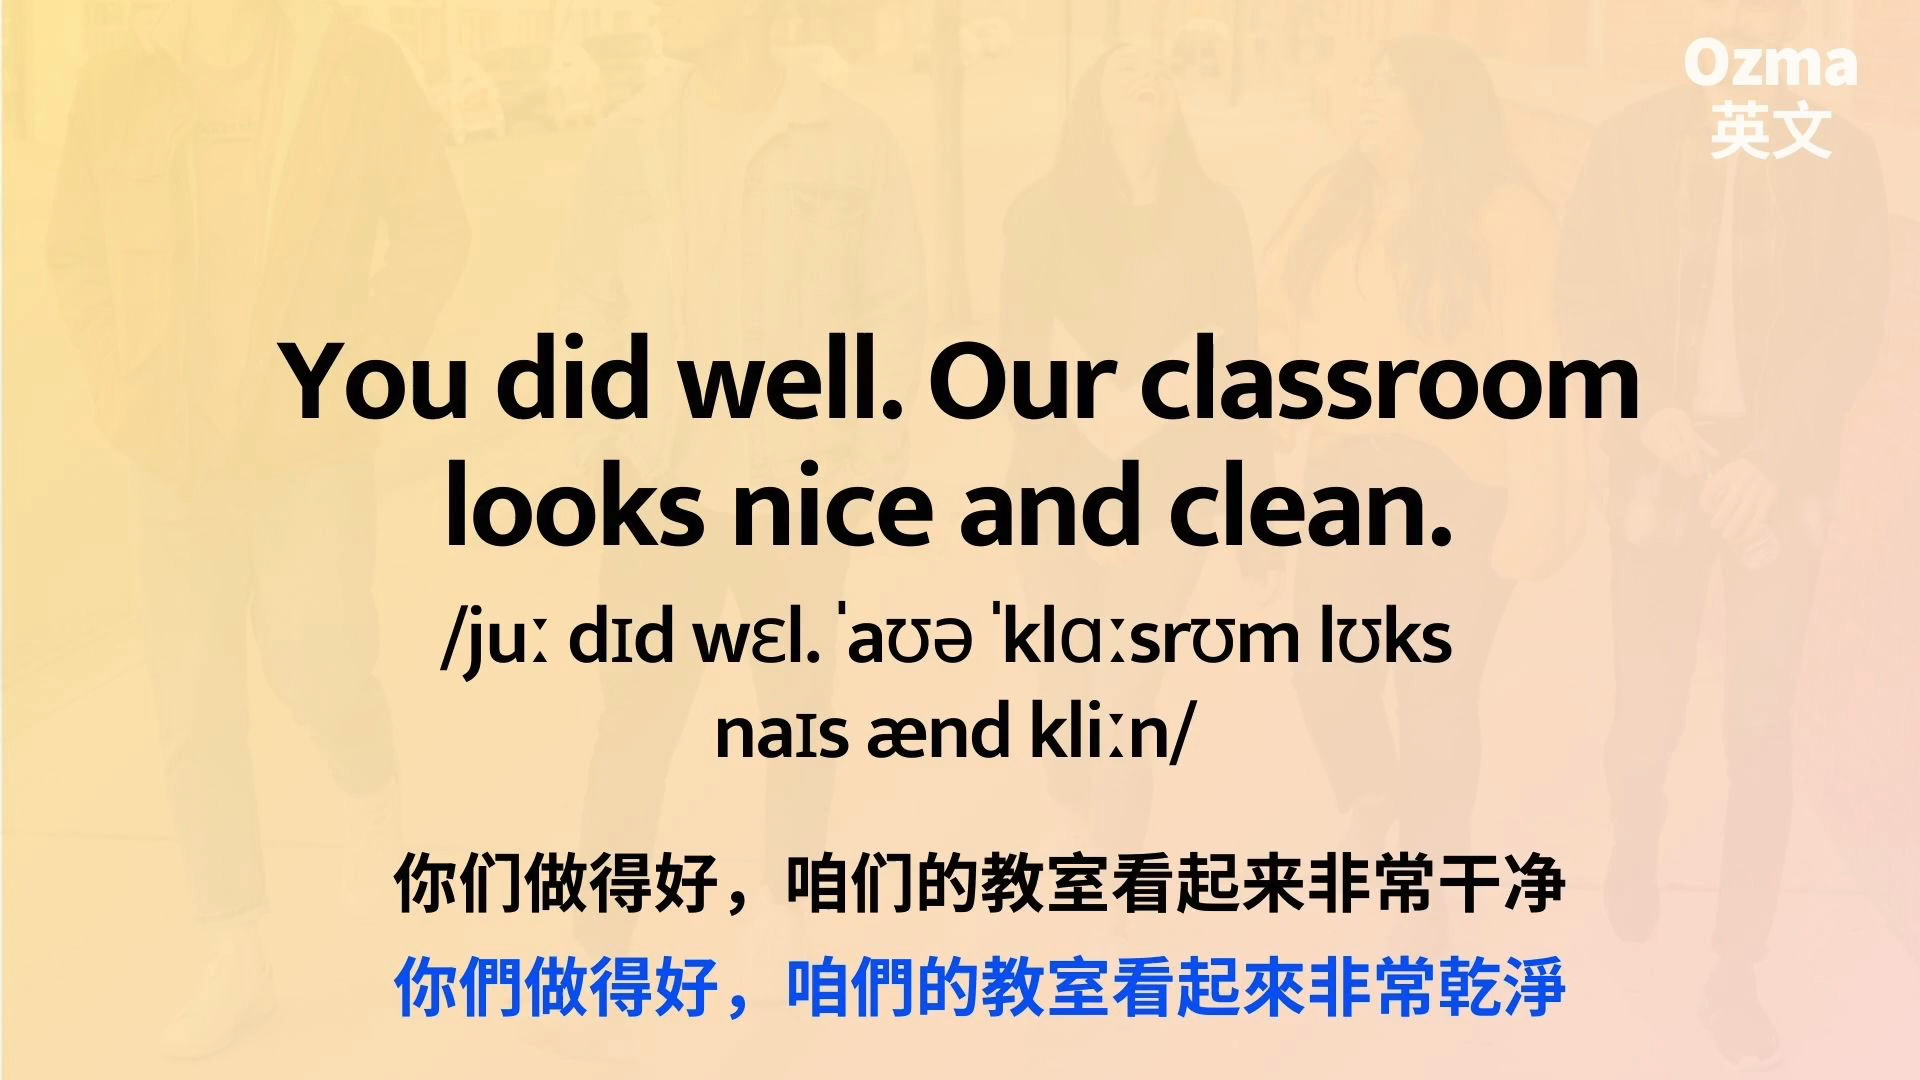 Ozma
英文
You did well. Our classroom
looks nice and clean.
/juː dɪd wɛl. ˈaʊə ˈklɑːsrʊm lʊks
naɪs ænd kliːn/
你们做得好，咱们的教室看起来非常干净
你們做得好，咱們的教室看起來非常乾淨